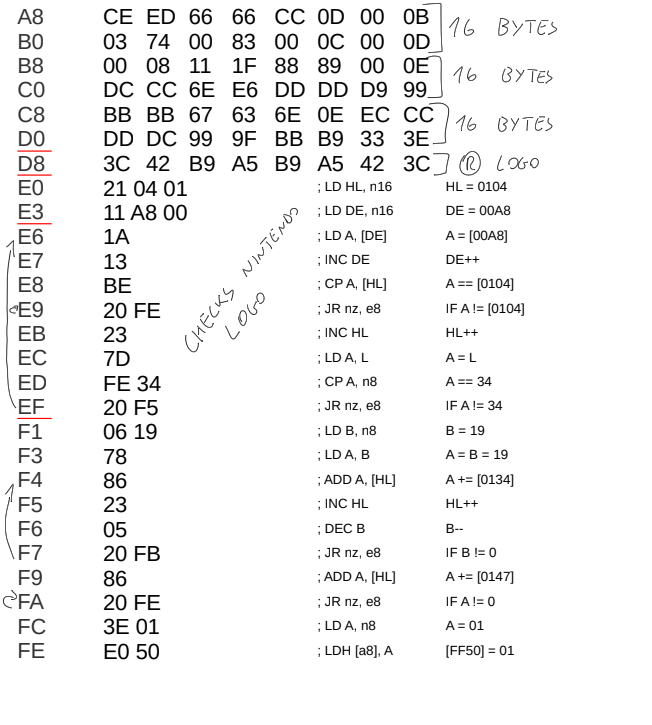 A8 CE ED 66 66 CC 0D 00 0B
B0 03 74 00 83 00 0C 00 0D
16 BYTES
B8 00 08 11 1F 88 89 00 0E
C0 DC CC 6E E6 DD DD D9 99
16 BYTES
C8 BB BB 67 63 6E 0E EC CC
D0 DD DC 99 9F BB B9 33 3E
16 BYTES
D8 3C 42 B9 A5 B9 A5 42 3C ® LOGO
E0 21 04 01 ; LD HL, n16 HL = 0104
E3 11 A8 00 ; LD DE, n16 DE = 00A8
E6 1A ; LD A, [DE] A = [00A8]
E7 13 ; INC DE DE++
E8 BE ; CP A, [HL] A == [0104]
E9 20 FE ; JR nz, e8 IF A != [0104]
EB 23 ; INC HL HL++
EC 7D ; LD A, L A = L
ED FE 34 ; CP A, n8 A == 34
EF 20 F5 ; JR nz, e8 IF A != 34
CHECKS NINTENDO
LOGO
F1 06 19 ; LD B, n8 B = 19
F3 78 ; LD A, B A = B = 19
F4 86 ; ADD A, [HL] A += [0134]
F5 23 ; INC HL HL++
F6 05 ; DEC B B--
F7 20 FB ; JR nz, e8 IF B != 0
F9 86 ; ADD A, [HL] A += [0147]
FA 20 FE ; JR nz, e8 IF A != 0
FC 3E 01 ; LD A, n8 A = 01
FE E0 50 ; LDH [a8], A [FF50] = 01